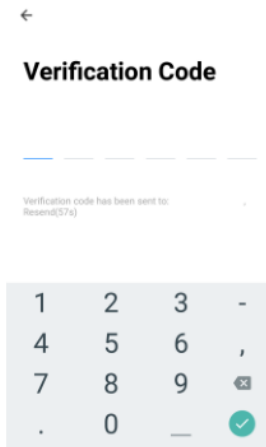 Verification Code
Verification code has been sent to:
Resend(57s)
1 2 3 -
4 5 6 ,
7 8 9
. 0 _